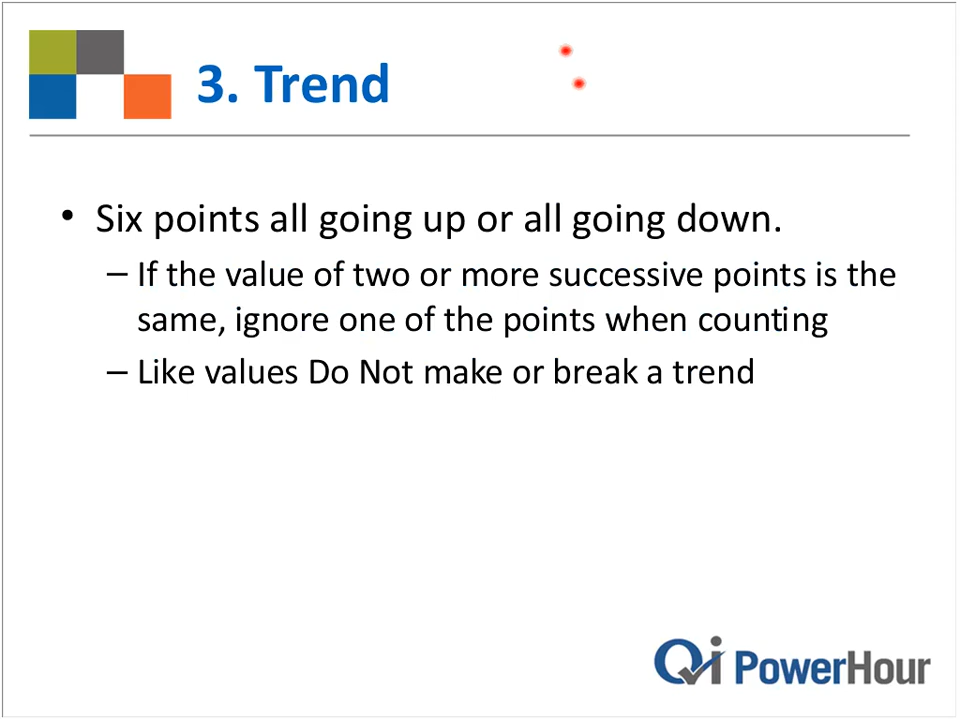 3. Trend
• Six points all going up or all going down.
– If the value of two or more successive points is the
same, ignore one of the points when counting
– Like values Do Not make or break a trend
Qi PowerHour